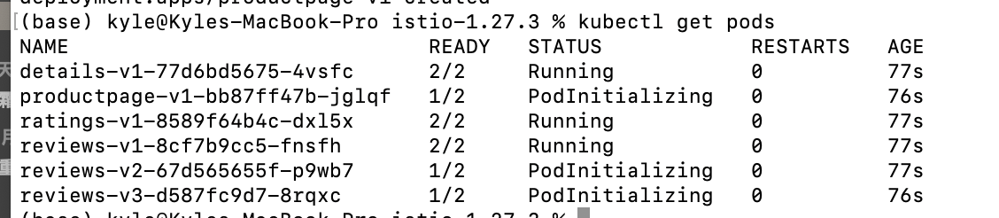 deployment.apps/productpage-v1 created
(base) kyle@Kyles-MacBook-Pro istio-1.27.3 % kubectl get pods
NAME READY STATUS RESTARTS AGE
details-v1-77d6bd5675-4vsfc 2/2 Running 0 77s
productpage-v1-bb87ff47b-jglqf 1/2 PodInitializing 0 76s
ratings-v1-8589f64b4c-dxl5x 2/2 Running 0 77s
reviews-v1-8cf7b9cc5-fnsfh 2/2 Running 0 77s
reviews-v2-67d565655f-p9wb7 1/2 PodInitializing 0 77s
reviews-v3-d587fc9d7-8rqxc 1/2 PodInitializing 0 76s
(base) kyle@Kyles-MacBook-Pro istio-1.27.3 %